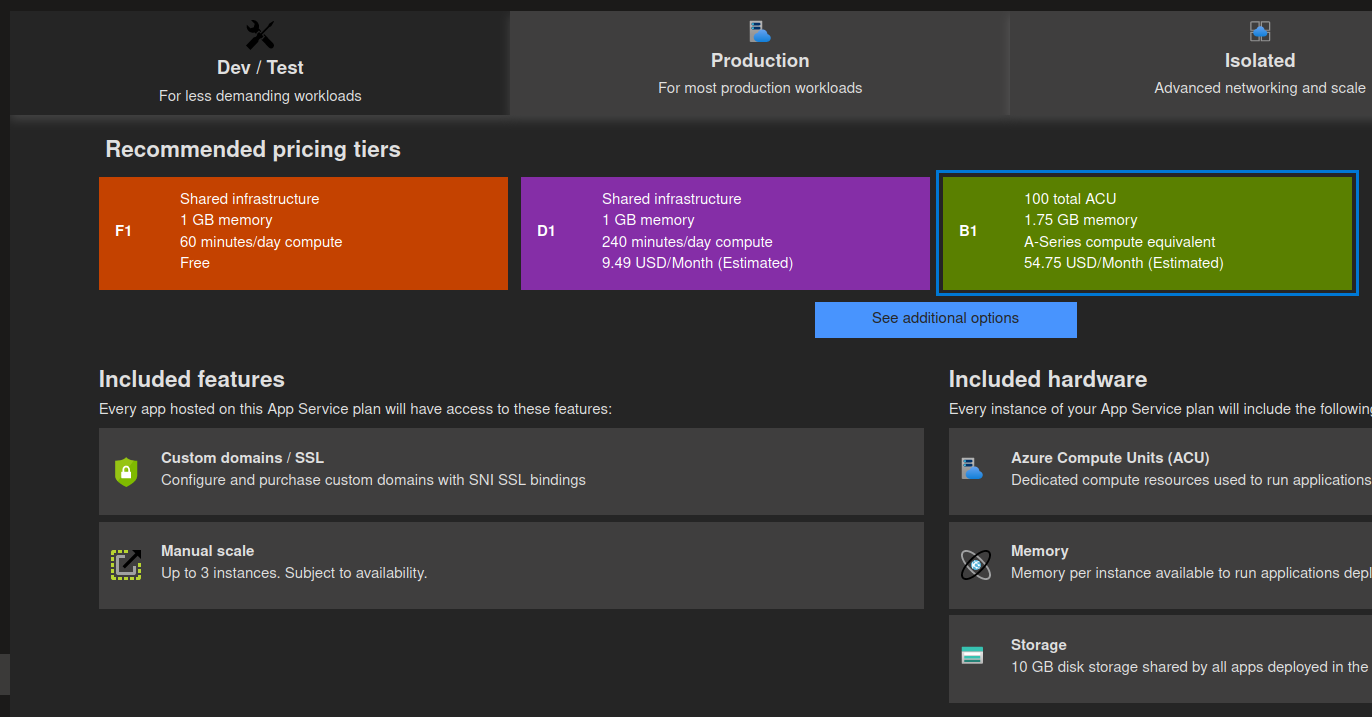 Dev / Test
For less demanding workloads
Production
For most production workloads
Isolated
Advanced networking and scale
Recommended pricing tiers
F1
Shared infrastructure
1 GB memory
60 minutes/day compute
Free
D1
Shared infrastructure
1 GB memory
240 minutes/day compute
9.49 USD/Month (Estimated)
B1
100 total ACU
1.75 GB memory
A-Series compute equivalent
54.75 USD/Month (Estimated)
See additional options
Included features
Every app hosted on this App Service plan will have access to these features:
Custom domains / SSL
Configure and purchase custom domains with SNI SSL bindings
Manual scale
Up to 3 instances. Subject to availability.
Included hardware
Every instance of your App Service plan will include the following
Azure Compute Units (ACU)
Dedicated compute resources used to run applications
Memory
Memory per instance available to run applications depl
Storage
10 GB disk storage shared by all apps deployed in the